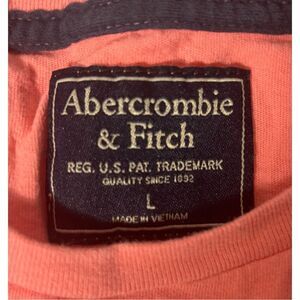 Abercrombie
& Fitch
REG. U.S. PAT. TRADEMARK
QUALITY SINCE 1892
L
MADE IN VIETNAM